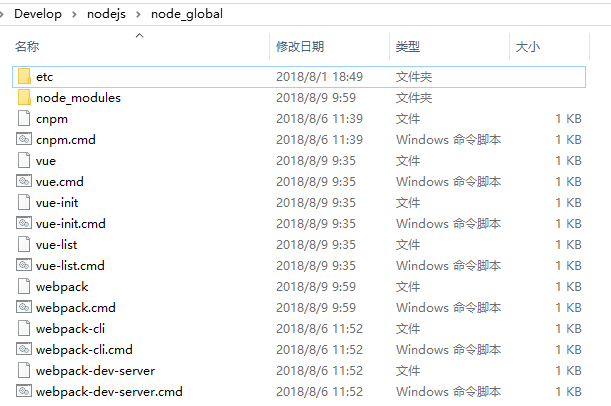 Develop › nodejs › node_global
名称 修改日期 类型 大小
etc 2018/8/1 18:49 文件夹
node_modules 2018/8/9 9:59 文件夹
cnpm 2018/8/6 11:39 文件 1 KB
cnpm.cmd 2018/8/6 11:39 Windows 命令脚本 1 KB
vue 2018/8/9 9:35 文件 1 KB
vue.cmd 2018/8/9 9:35 Windows 命令脚本 1 KB
vue-init 2018/8/9 9:35 文件 1 KB
vue-init.cmd 2018/8/9 9:35 Windows 命令脚本 1 KB
vue-list 2018/8/9 9:35 文件 1 KB
vue-list.cmd 2018/8/9 9:35 Windows 命令脚本 1 KB
webpack 2018/8/9 9:59 文件 1 KB
webpack.cmd 2018/8/9 9:59 Windows 命令脚本 1 KB
webpack-cli 2018/8/6 11:52 文件 1 KB
webpack-cli.cmd 2018/8/6 11:52 Windows 命令脚本 1 KB
webpack-dev-server 2018/8/6 11:52 文件 1 KB
webpack-dev-server.cmd 2018/8/6 11:52 Windows 命令脚本 1 KB